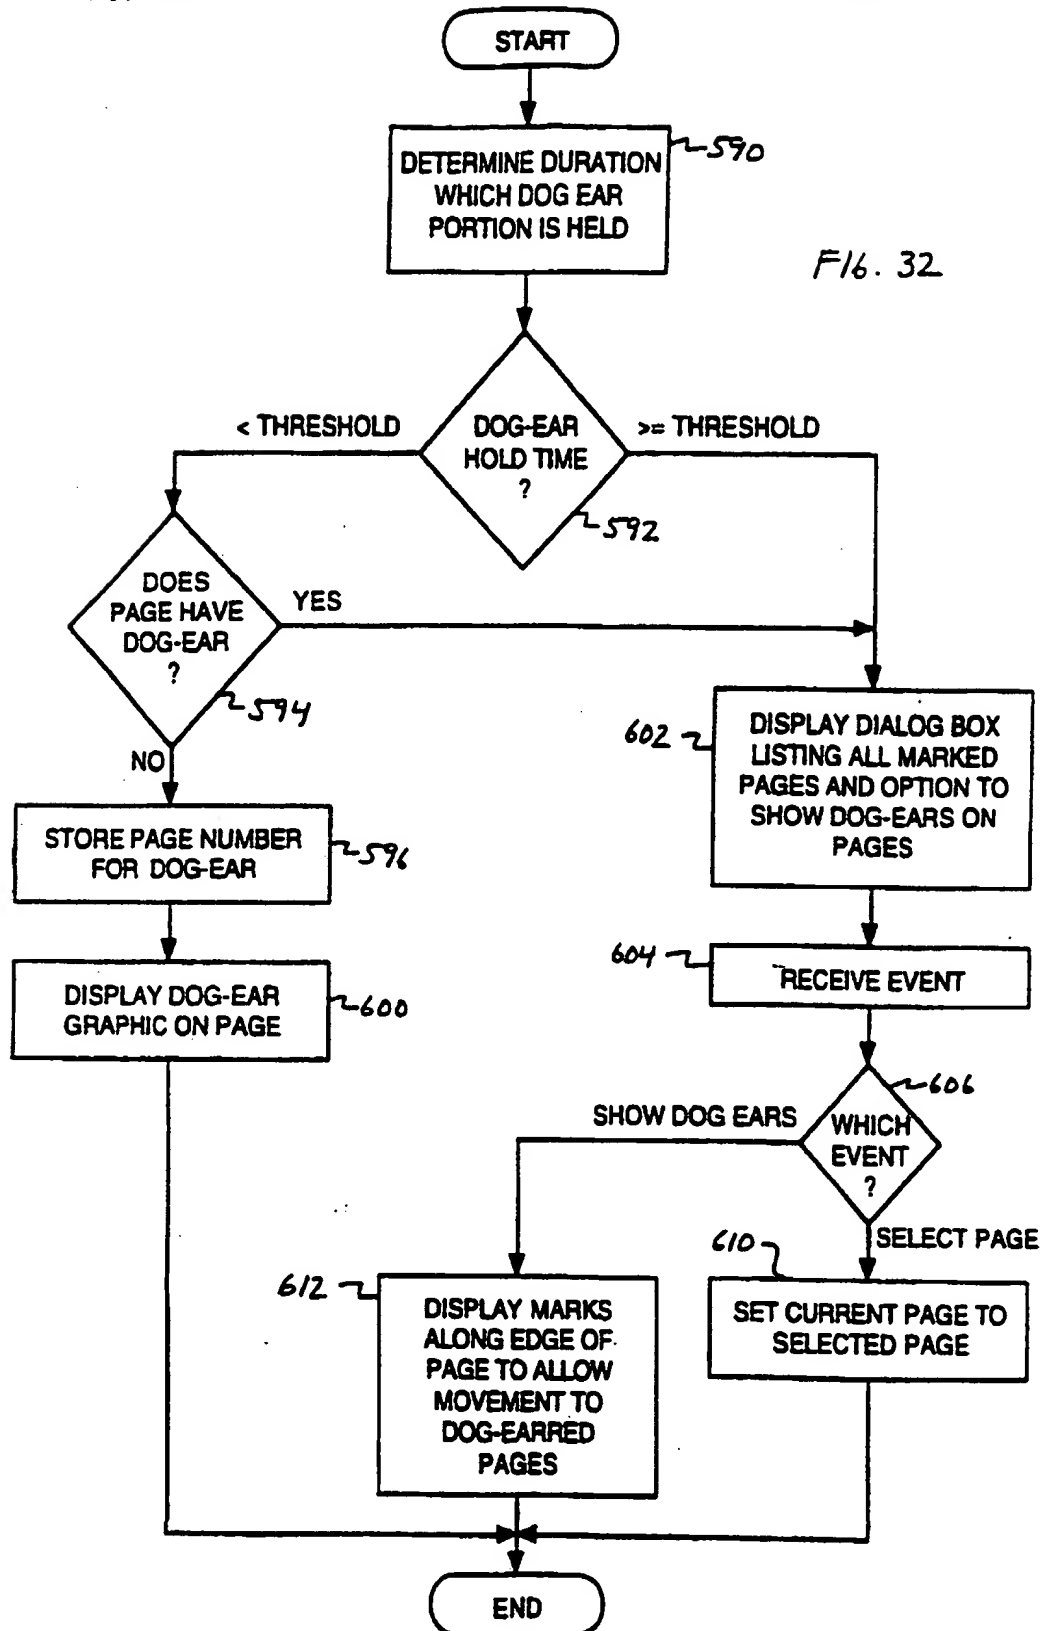 START
DETERMINE DURATION
WHICH DOG EAR
PORTION IS HELD
590
FIG. 32
< THRESHOLD
DOG-EAR
HOLD TIME
?
>= THRESHOLD
592
DOES
PAGE HAVE
DOG-EAR
?
YES
594
NO
STORE PAGE NUMBER
FOR DOG-EAR
596
DISPLAY DOG-EAR
GRAPHIC ON PAGE
600
602
DISPLAY DIALOG BOX
LISTING ALL MARKED
PAGES AND OPTION TO
SHOW DOG-EARS ON
PAGES
604
RECEIVE EVENT
606
SHOW DOG EARS
WHICH
EVENT
?
SELECT PAGE
610
SET CURRENT PAGE TO
SELECTED PAGE
612
DISPLAY MARKS
ALONG EDGE OF
PAGE TO ALLOW
MOVEMENT TO
DOG-EARRED
PAGES
END